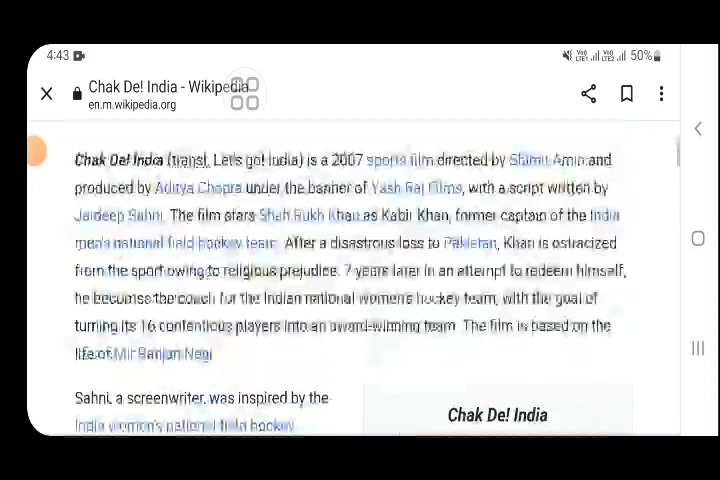 4:43 50%
Chak De! India - Wikipedia
en.m.wikipedia.org
Chak De! India (transl. Let's go! India) is a 2007 sports film directed by Shimit Amin and
produced by Aditya Chopra under the banner of Yash Raj Films, with a script written by
Jaideep Sahni. The film stars Shah Rukh Khan as Kabir Khan, former captain of the India
men's national field hockey team. After a disastrous loss to Pakistan, Khan is ostracized
from the sport owing to religious prejudice. 7 years later in an attempt to redeem himself,
he becomes the coach for the Indian national women's hockey team, with the goal of
turning its 16 contentious players into an award-winning team. The film is based on the
life of Mir Ranjan Negi
Sahni, a screenwriter, was inspired by the
India women's national field hockey
Chak De! India